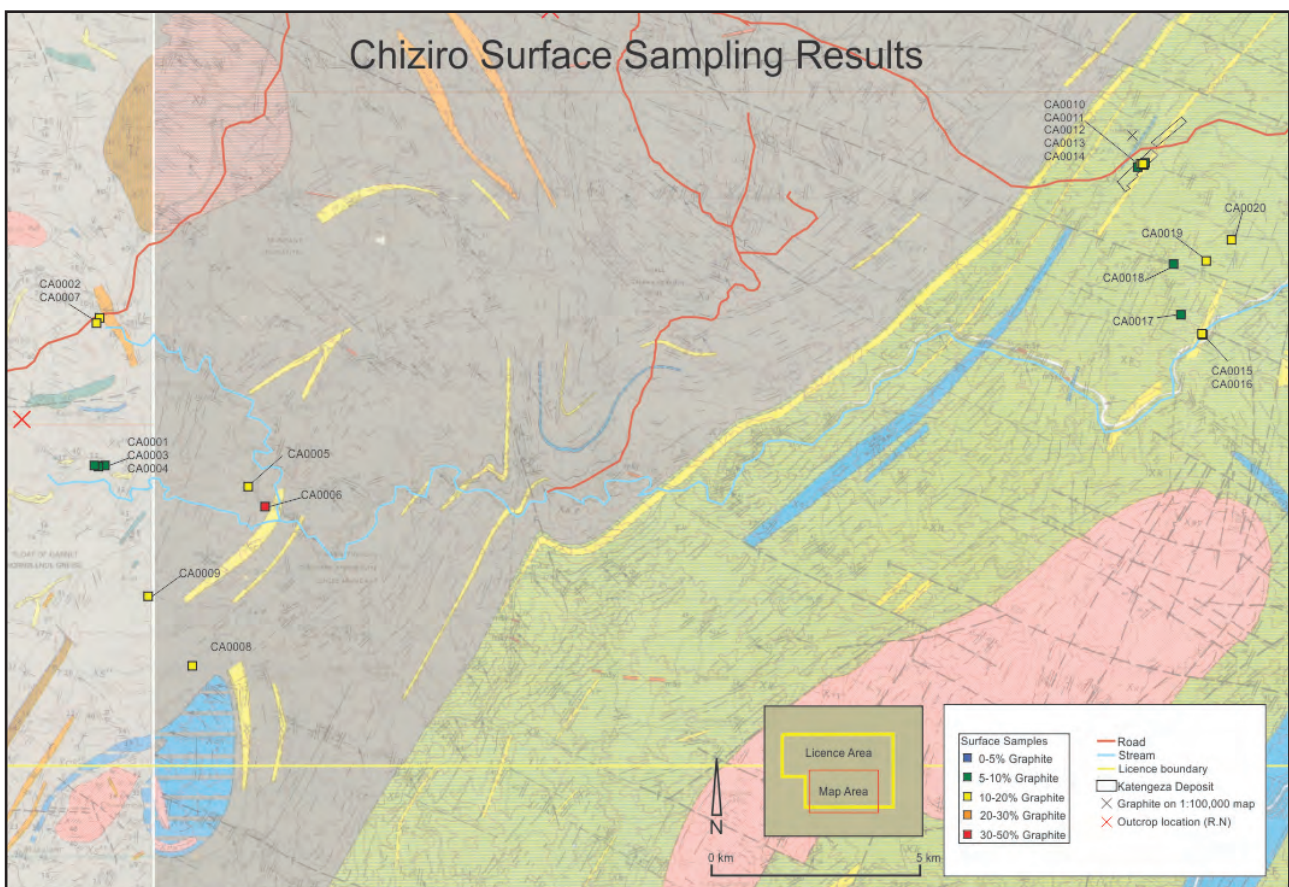 Chiziro Surface Sampling Results
CA0010
CA0011
CA0012
CA0013
CA0014
CA0020
CA0019
CA0018
CA0017
CA0015
CA0016
CA0002
CA0007
CA0001
CA0003
CA0004
CA0005
CA0006
CA0009
CA0008
Licence Area
Map Area
N
0 km
5 km
Surface Samples
0-5% Graphite
5-10% Graphite
10-20% Graphite
20-30% Graphite
30-50% Graphite
Road
Stream
Licence boundary
Katengeza Deposit
Graphite on 1:100,000 map
Outcrop location (R.N)